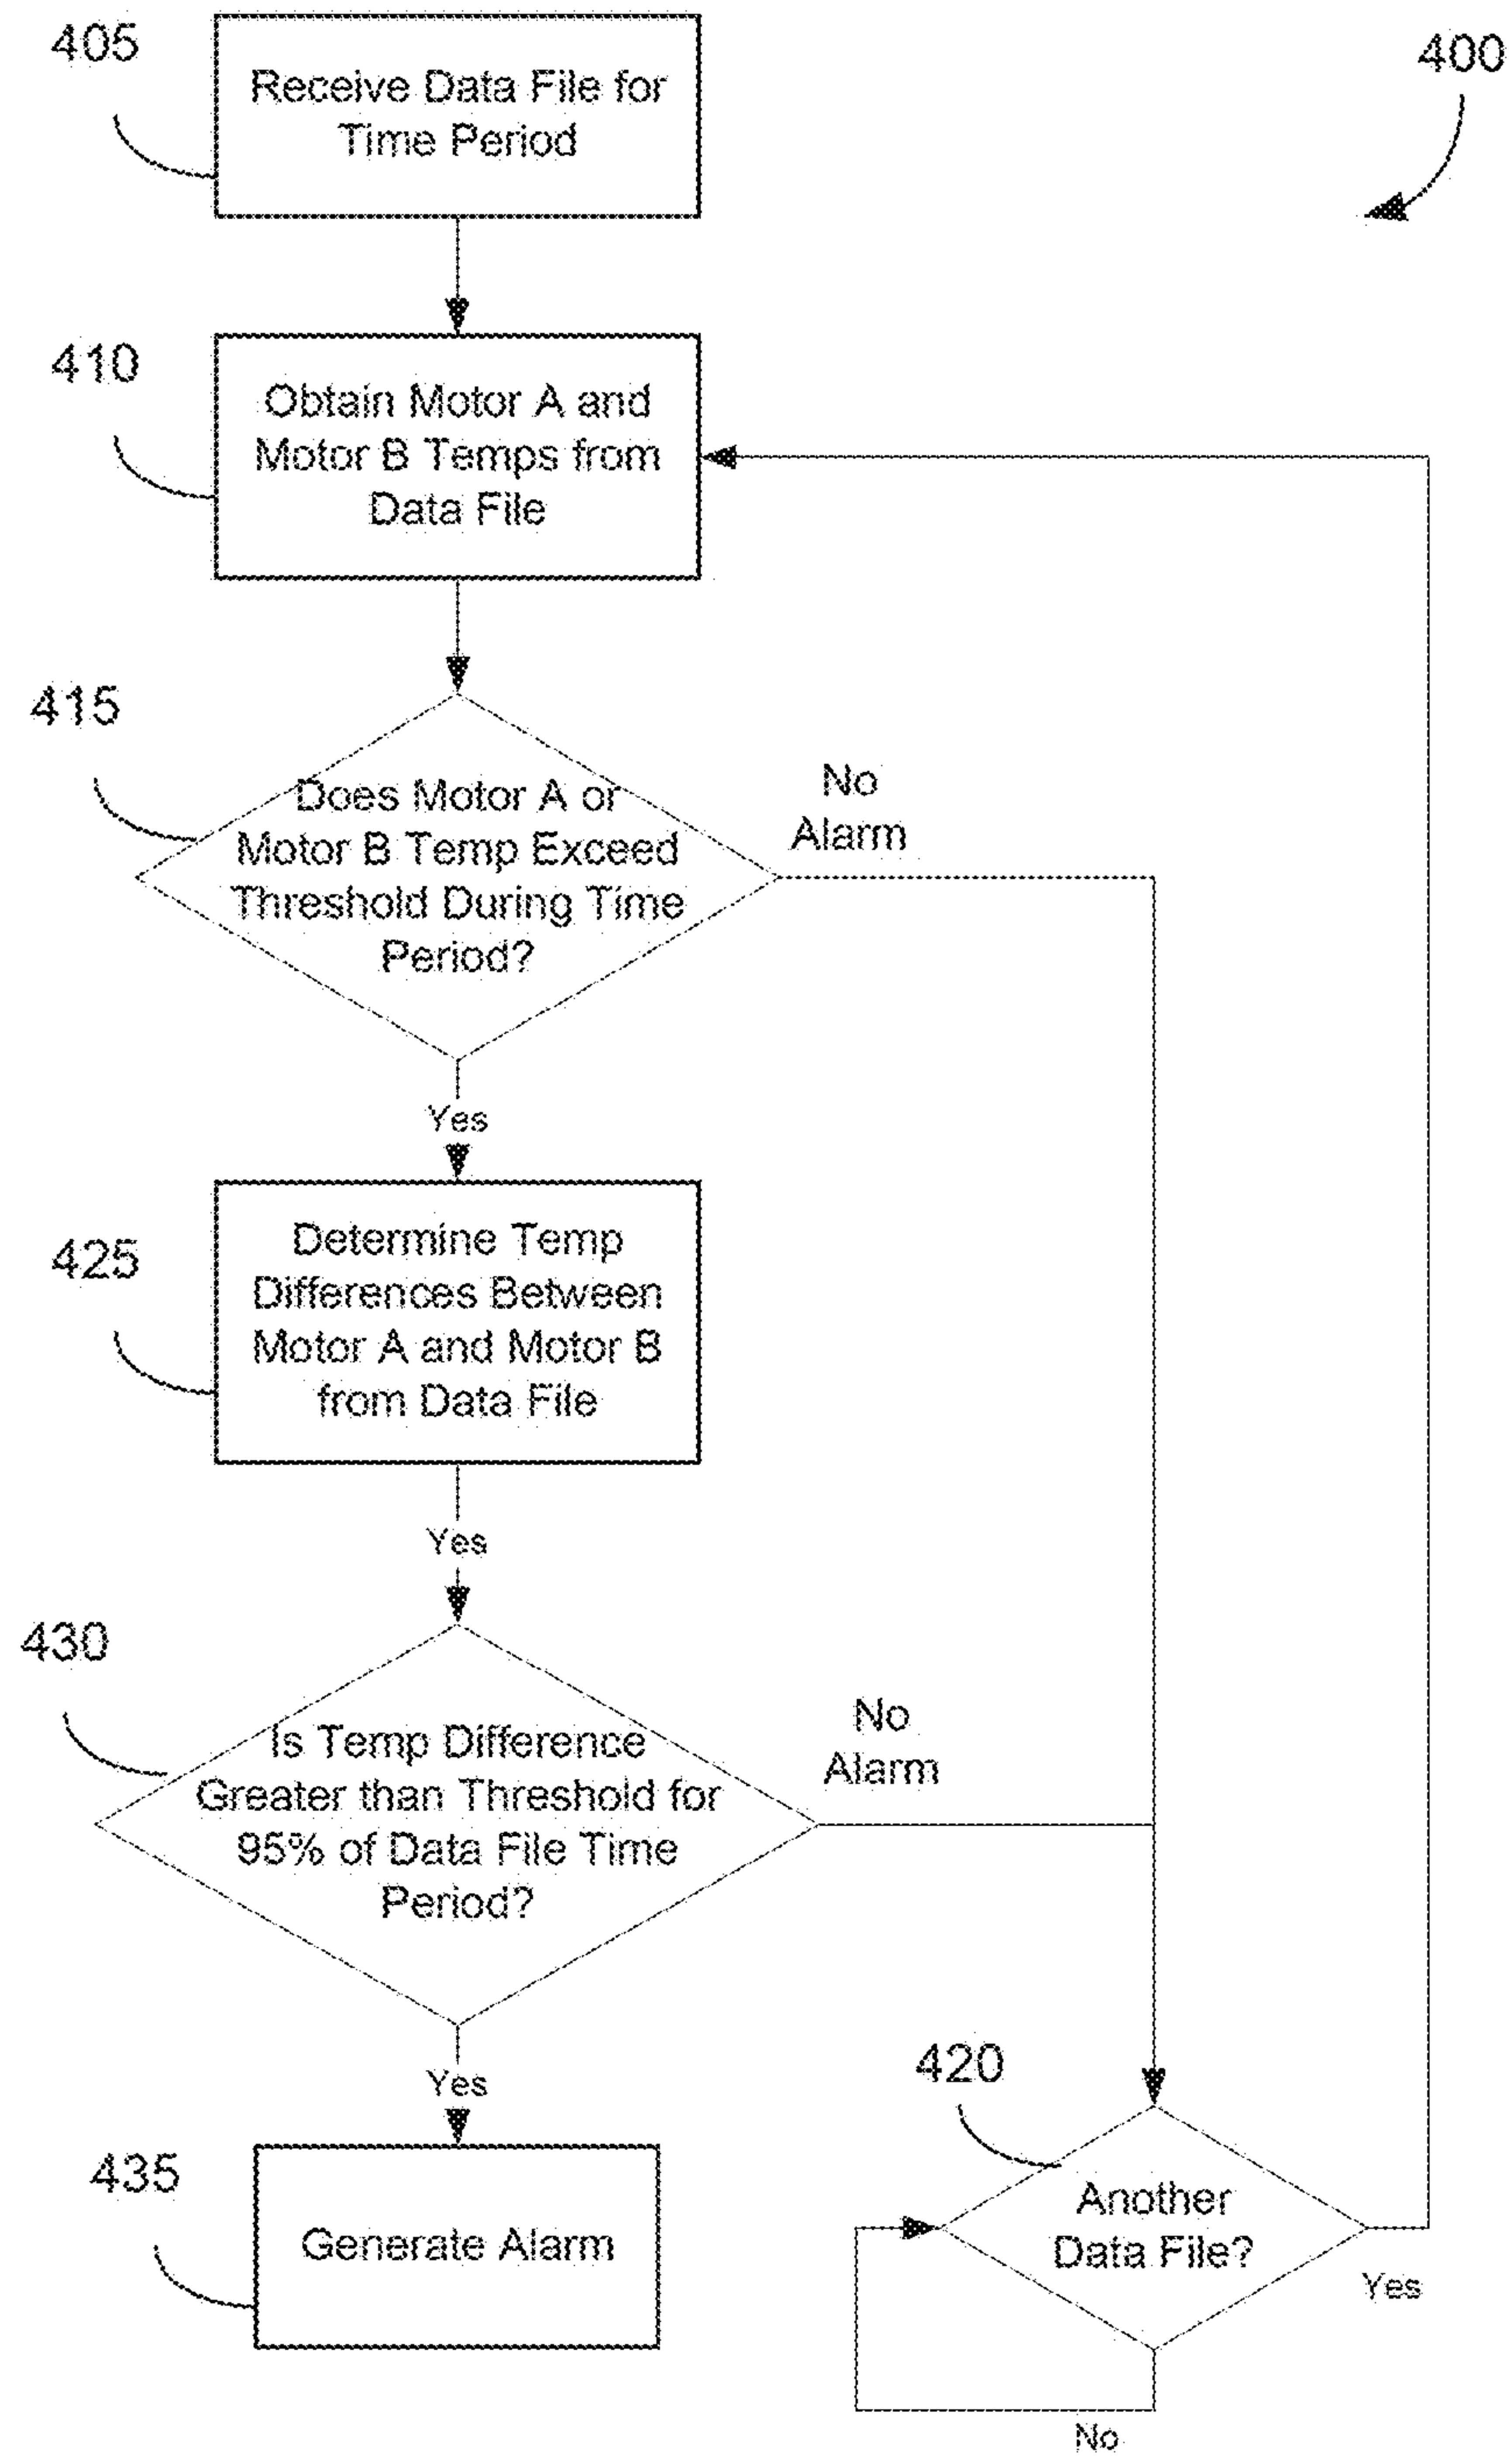 405
Receive Data File for
Time Period
400
410
Obtain Motor A and
Motor B Temps from
Data File
415
Does Motor A or
Motor B Temp Exceed
Threshold During Time
Period?
No
Alarm
Yes
425
Determine Temp
Differences Between
Motor A and Motor B
from Data File
Yes
430
Is Temp Difference
Greater than Threshold for
95% of Data File Time
Period?
No
Alarm
Yes
420
435
Generate Alarm
Another
Data File?
Yes
No